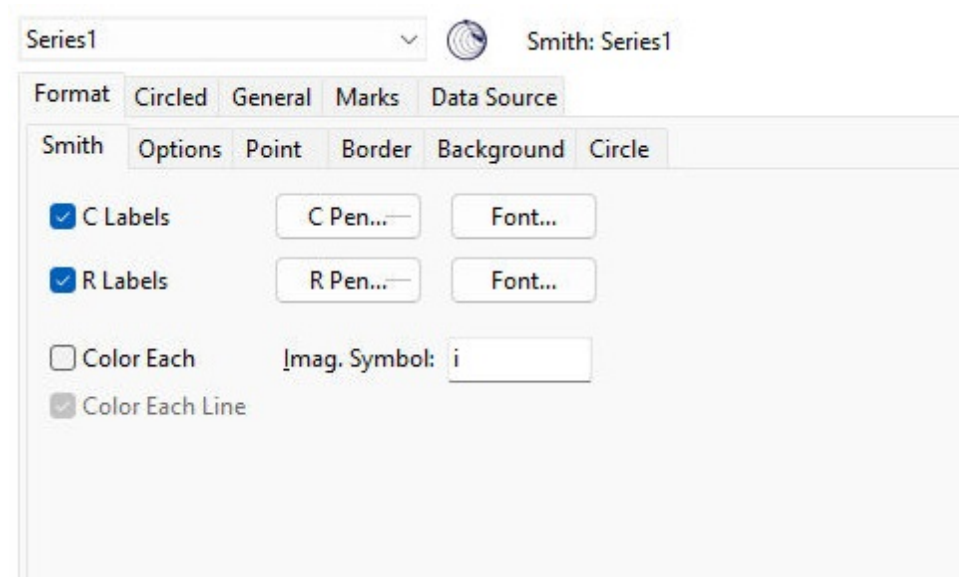 Series1 Smith: Series1
Format Circled General Marks Data Source
Smith Options Point Border Background Circle
C Labels C Pen... Font...
R Labels R Pen... Font...
Color Each Imag. Symbol: i
Color Each Line